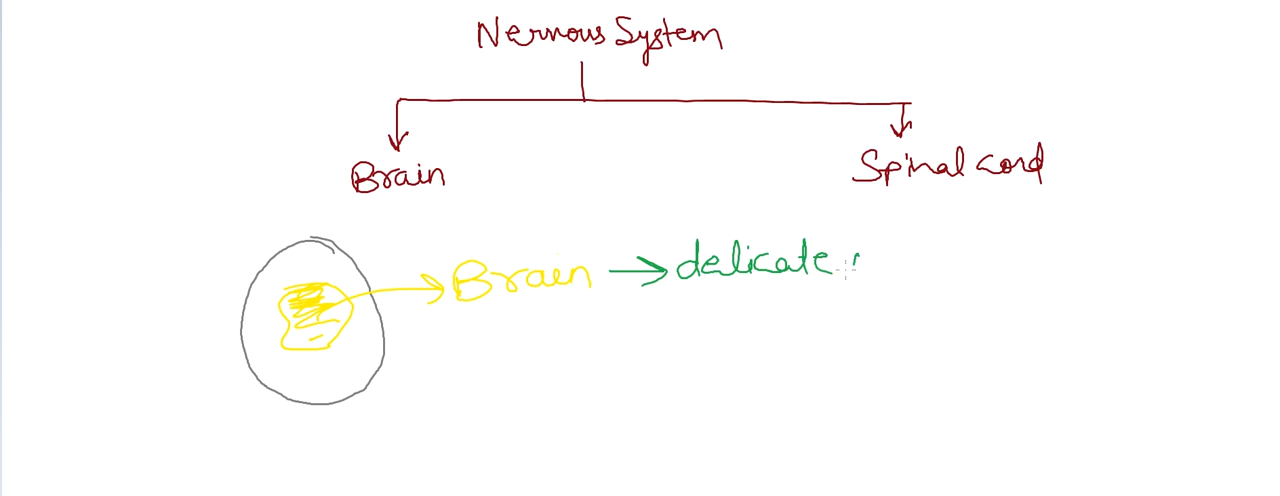 Nervous System
Brain
Spinal cord
Brain → delicate